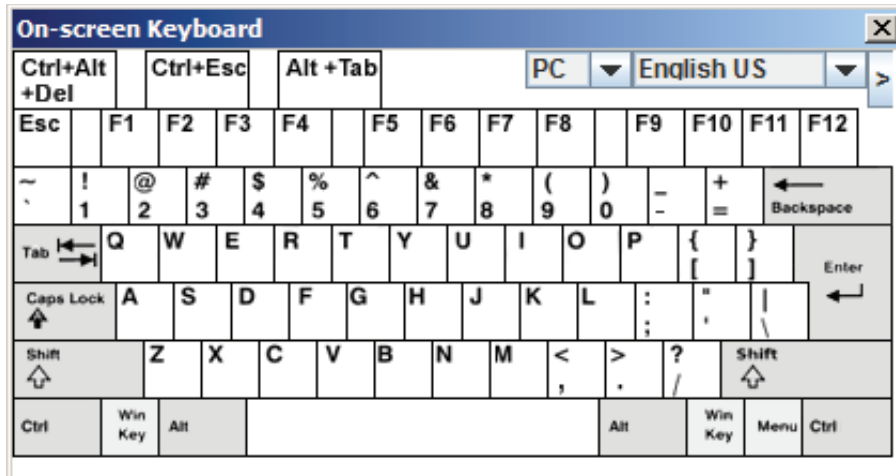 On-screen Keyboard X
Ctrl+Alt Ctrl+Esc Alt +Tab PC English US >
+Del
Esc F1 F2 F3 F4 F5 F6 F7 F8 F9 F10 F11 F12
~ ! @ # $ % ^ & * ( ) _ +
` 1 2 3 4 5 6 7 8 9 0 - = Backspace
Tab Q W E R T Y U I O P { }
[ ] Enter
Caps Lock A S D F G H J K L : " |
; ' \
Shift Z X C V B N M < > ? Shift
, . /
Ctrl Win Key Alt Alt Win Key Menu Ctrl